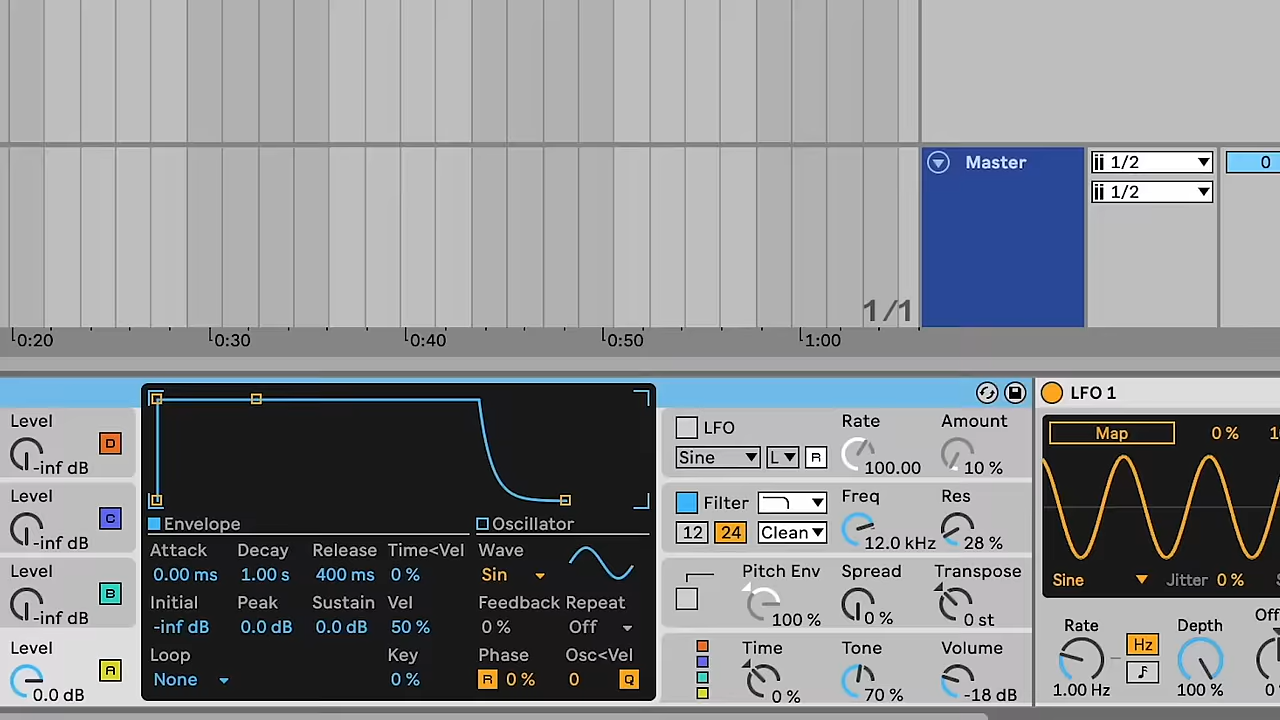 Master
ii 1/2
0
ii 1/2
1/1
0:20 0:30 0:40 0:50 1:00
LFO 1
Level
D
-inf dB
Level
C
-inf dB
Level
B
-inf dB
Level
A
0.0 dB
Envelope
Attack Decay Release Time<Vel
0.00 ms 1.00 s 400 ms 0 %
Initial Peak Sustain Vel
-inf dB 0.0 dB 0.0 dB 50 %
Loop Key
None 0 %
Oscillator
Wave
Sin
Feedback Repeat
0 % Off
Phase Osc<Vel
R 0 % 0 Q
LFO Rate Amount
Sine L R 100.00 10 %
Filter Freq Res
12 24 Clean 12.0 kHz 28 %
Pitch Env Spread Transpose
100 % 0 % 0 st
Time Tone Volume
0 % 70 % -18 dB
Map 0 %
Sine Jitter 0 %
Rate Depth
Hz
1.00 Hz 100 %